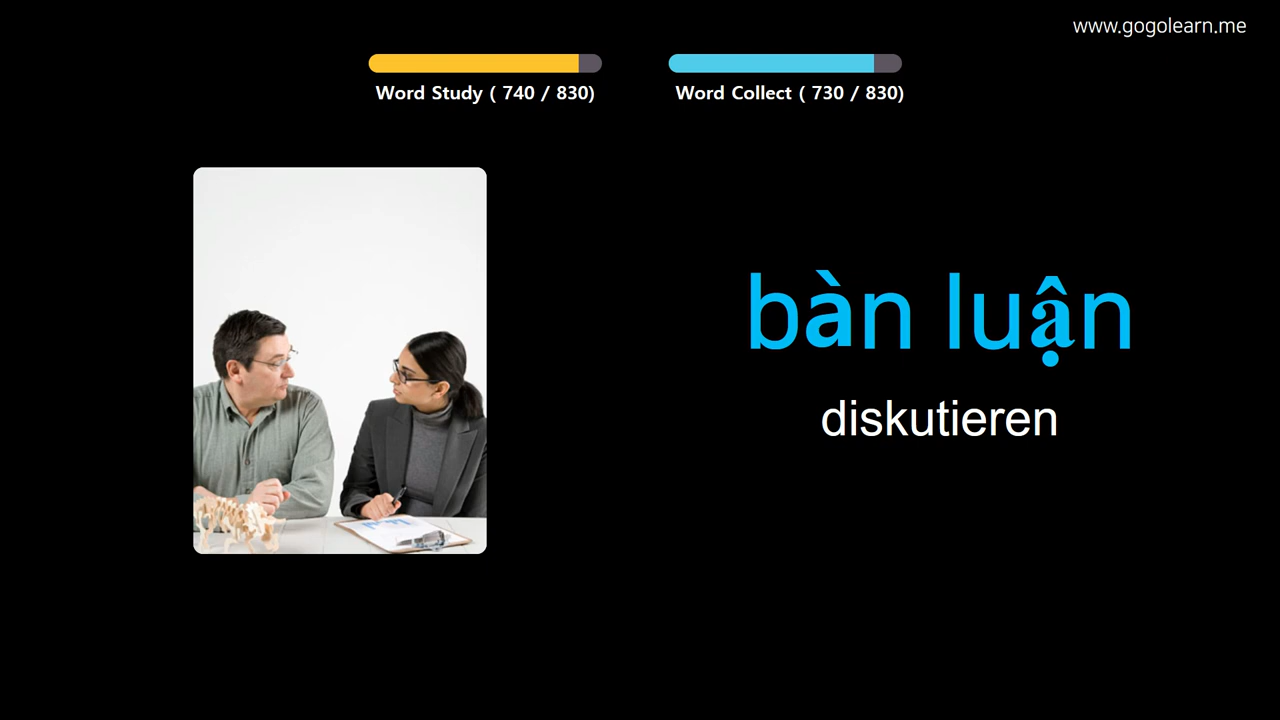 www.gogolearn.me
Word Study ( 740 / 830)
Word Collect ( 730 / 830)
bàn luận
diskutieren